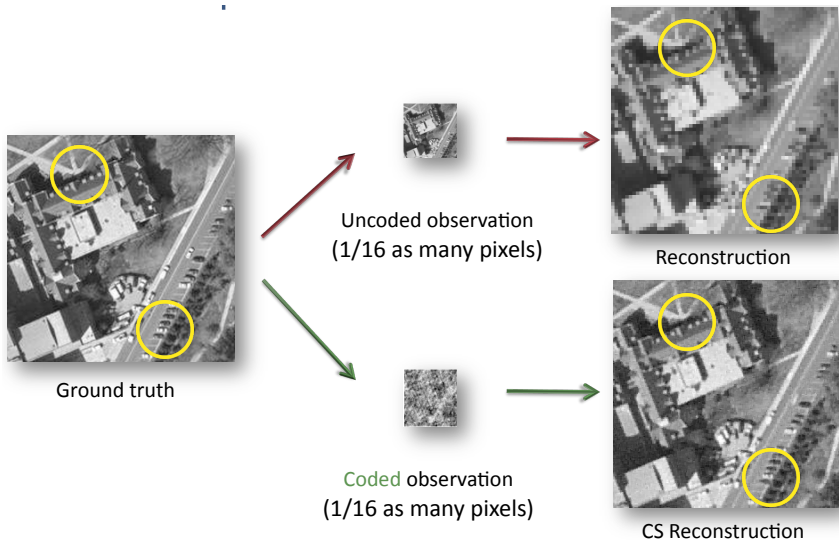 Ground truth
Uncoded observation
(1/16 as many pixels)
Reconstruction
Coded observation
(1/16 as many pixels)
CS Reconstruction